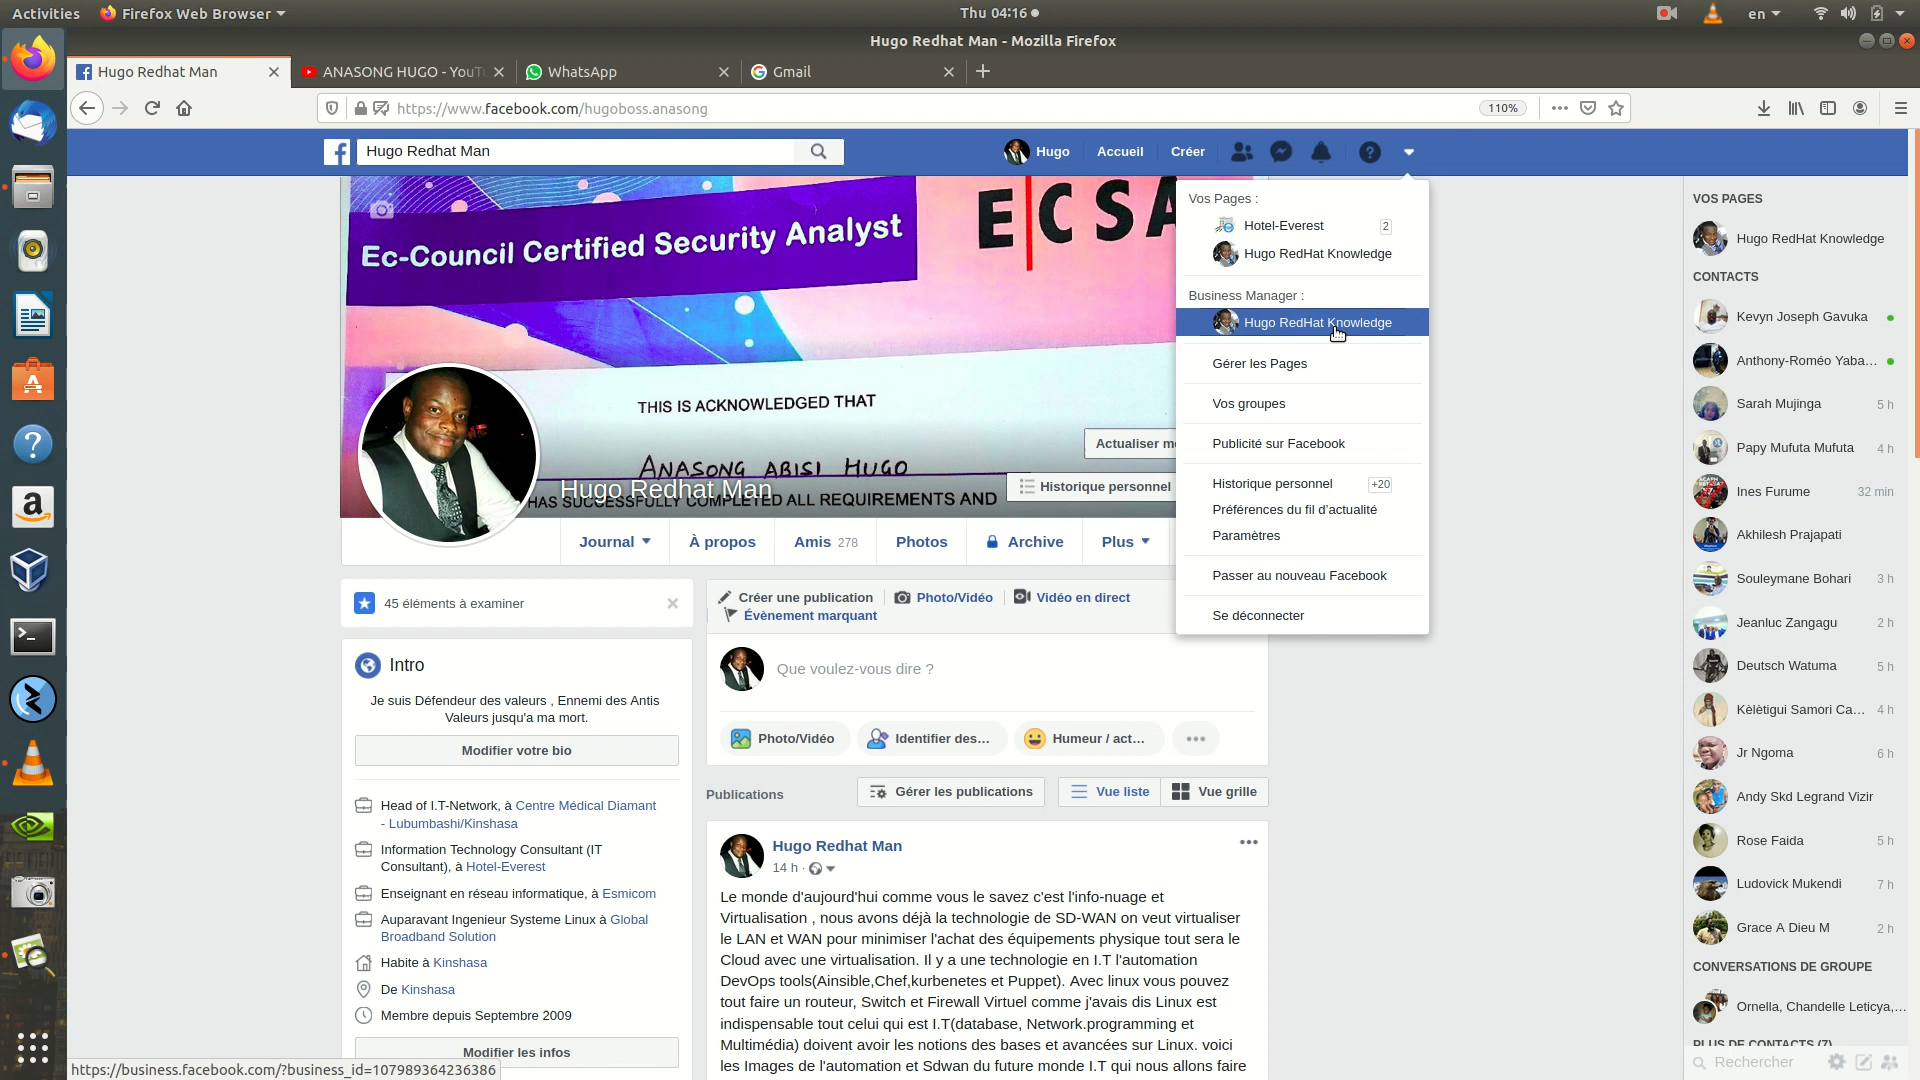 Activities
Firefox Web Browser
Thu 04:16
en
Hugo Redhat Man - Mozilla Firefox
Hugo Redhat Man
ANASONG HUGO - YouT
WhatsApp
Gmail
https://www.facebook.com/hugoboss.anasong
110%
Hugo Redhat Man
Hugo
Accueil
Créer
Ec-Council Certified Security Analyst
E|CSA
THIS IS ACKNOWLEDGED THAT
ANASONG ABISI HUGO
HAS SUCCESSFULLY COMPLETED ALL REQUIREMENTS AND
Hugo Redhat Man
Actualiser
Historique personnel
Journal
À propos
Amis 278
Photos
Archive
Plus
Vos Pages :
Hotel-Everest
2
Hugo RedHat Knowledge
Business Manager :
Hugo RedHat Knowledge
Gérer les Pages
Vos groupes
Publicité sur Facebook
Historique personnel
+20
Préférences du fil d'actualité
Paramètres
Passer au nouveau Facebook
Se déconnecter
45 éléments à examiner
Intro
Je suis Défendeur des valeurs , Ennemi des Antis
Valeurs jusqu'a ma mort.
Modifier votre bio
Head of I.T-Network, à Centre Médical Diamant
- Lubumbashi/Kinshasa
Information Technology Consultant (IT
Consultant), à Hotel-Everest
Enseignant en réseau informatique, à Esmicom
Auparavant Ingenieur Systeme Linux à Global
Broadband Solution
Habite à Kinshasa
De Kinshasa
Membre depuis Septembre 2009
Modifier les infos
https://business.facebook.com/?business_id=107989364236386
Créer une publication
Photo/Vidéo
Vidéo en direct
Évènement marquant
Que voulez-vous dire ?
Photo/Vidéo
Identifier des...
Humeur / act...
Publications
Gérer les publications
Vue liste
Vue grille
Hugo Redhat Man
14 h ·
Le monde d'aujourd'hui comme vous le savez c'est l'info-nuage et
Virtualisation , nous avons déjà la technologie de SD-WAN on veut virtualiser
le LAN et WAN pour minimiser l'achat des équipements physique tout sera le
Cloud avec une virtualisation. Il y a une technologie en I.T l'automation
DevOps tools(Ainsible,Chef,kurbenetes et Puppet). Avec linux vous pouvez
tout faire un routeur, Switch et Firewall Virtuel comme j'avais dis Linux est
indispensable tout celui qui est I.T(database, Network.programming et
Multimédia) doivent avoir les notions des bases et avancées sur Linux. voici
les Images de l'automation et Sdwan du future monde I.T qui nous allons faire
VOS PAGES
Hugo RedHat Knowledge
CONTACTS
Kevyn Joseph Gavuka
Anthony-Roméo Yaba...
Sarah Mujinga
5 h
Papy Mufuta Mufuta
4 h
Ines Furume
32 min
Akhilesh Prajapati
Souleymane Bohari
3 h
Jeanluc Zangagu
2 h
Deutsch Watuma
5 h
Kèlètigui Samori Ca...
4 h
Jr Ngoma
6 h
Andy Skd Legrand Vizir
Rose Faida
5 h
Ludovick Mukendi
7 h
Grace A Dieu M
2 h
CONVERSATIONS DE GROUPE
Ornella, Chandelle Leticya,...
PLUS DE CONTACTS (7)
Rechercher